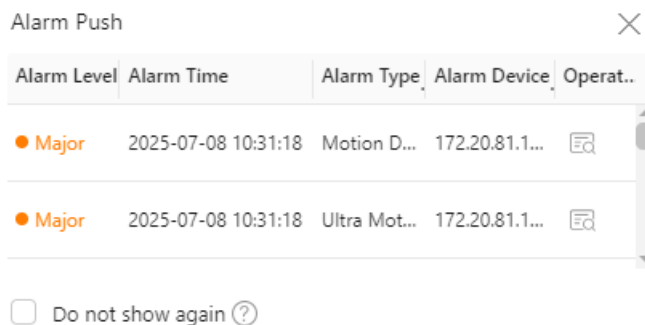 Alarm Push
Alarm Level Alarm Time Alarm Type Alarm Device Operat...
Major 2025-07-08 10:31:18 Motion D... 172.20.81.1...
Major 2025-07-08 10:31:18 Ultra Mot... 172.20.81.1...
Do not show again ?